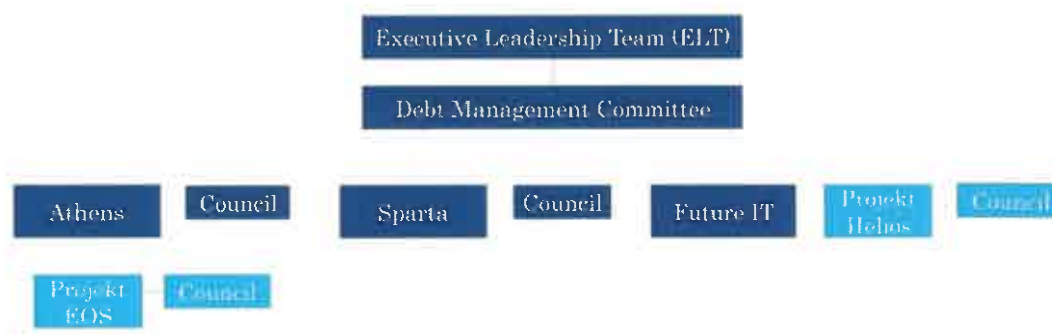 Executive Leadership Team (ELT)
Debt Management Committee
Athens
Council
Sparta
Council
Future IT
Projekt
Helios
Council
Projekt
EOS
Council